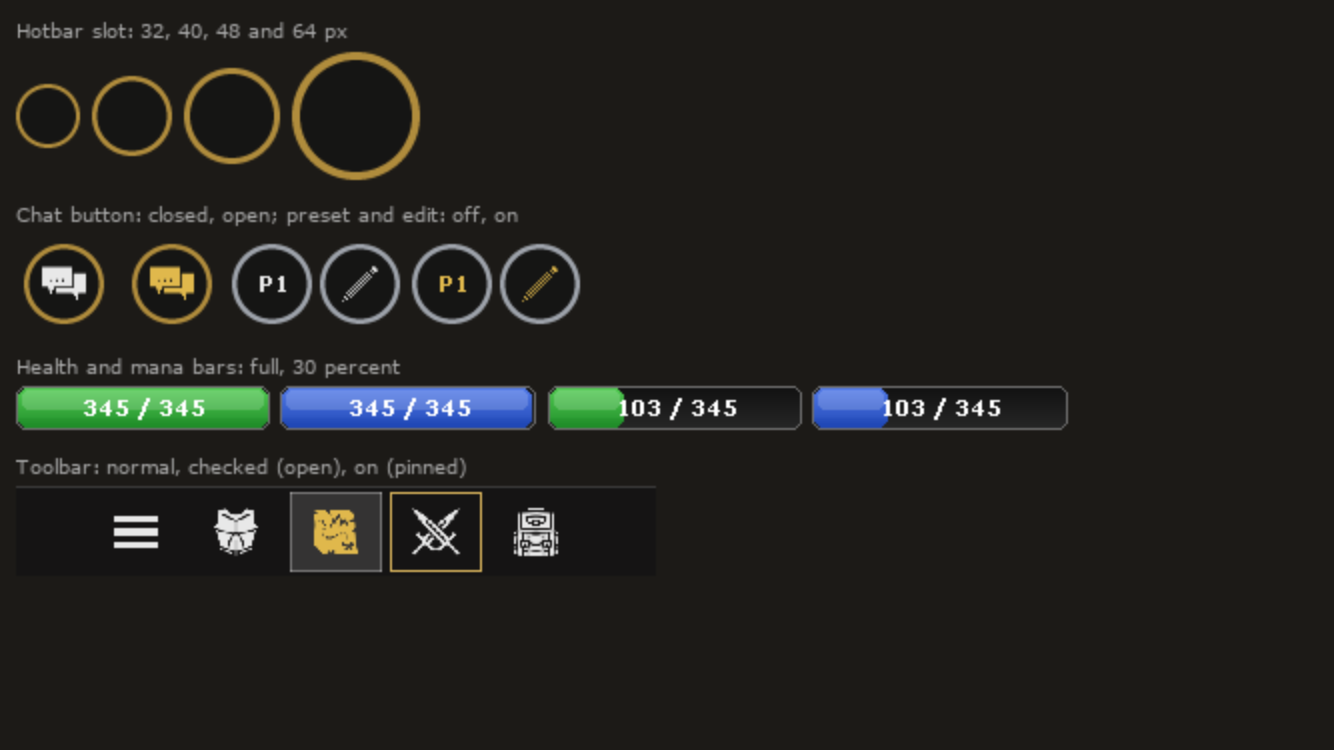 Hotbar slot: 32, 40, 48 and 64 px
Chat button: closed, open; preset and edit: off, on
P1 P1
Health and mana bars: full, 30 percent
345 / 345 345 / 345 103 / 345 103 / 345
Toolbar: normal, checked (open), on (pinned)